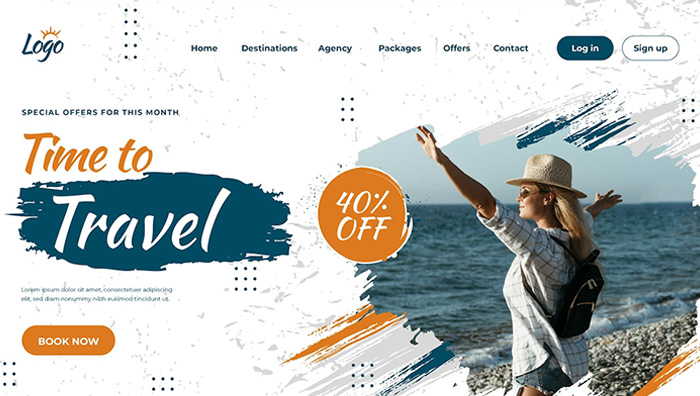 Logo
Home Destinations Agency Packages Offers Contact Log in Sign up
SPECIAL OFFERS FOR THIS MONTH
Time to
Travel
40%
OFF
Lorem ipsum dolor sit amet, consectetuer adipiscing
elit, sed diam nonummy nibh euismod tincidunt ut.
BOOK NOW